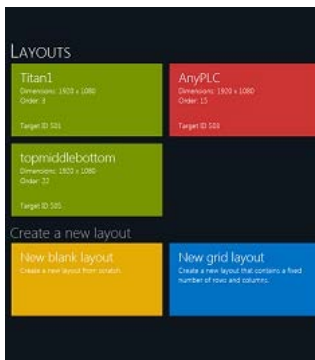 LAYOUTS
Titan1
Dimensions: 1920 x 1080
Order: 3
Target ID 501
AnyPLC
Dimensions: 1920 x 1080
Order: 15
Target ID 503
topmiddlebottom
Dimensions: 1920 x 1080
Order: 22
Target ID 505
Create a new layout
New blank layout
Create a new layout from scratch.
New grid layout
Create a new layout that contains a fixed
number of rows and columns.